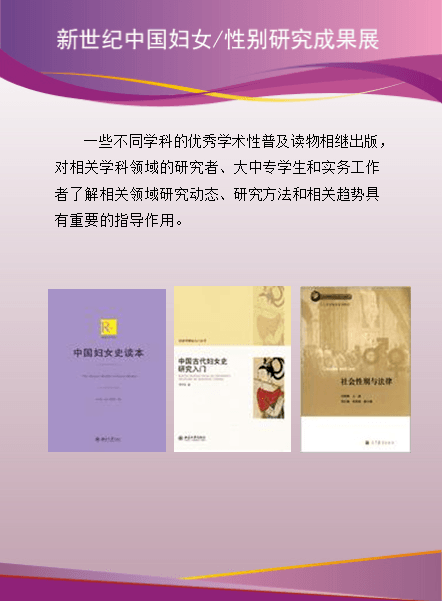 新世纪中国妇女/性别研究成果展
一些不同学科的优秀学术性普及读物相继出版，
对相关学科领域的研究者、大中专学生和实务工作
者了解相关领域研究动态、研究方法和相关趋势具
有重要的指导作用。
中国妇女史读本
中国古代妇女史
研究入门
社会性别与法律